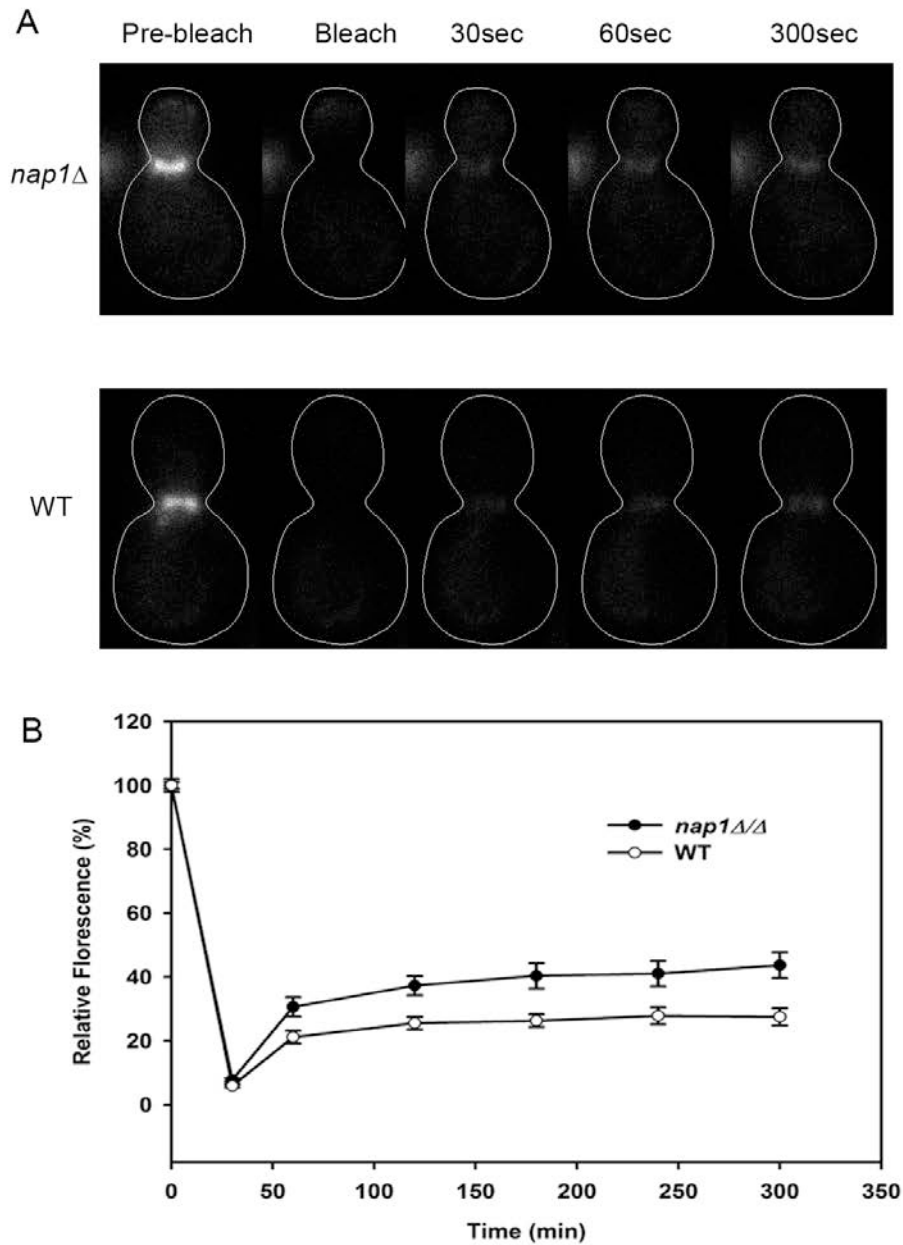 A
Pre-bleach Bleach 30sec 60sec 300sec
nap1Δ
WT
B
120
100
80
60
40
20
0
Relative Florescence (%)
nap1Δ/Δ
WT
0 50 100 150 200 250 300 350
Time (min)